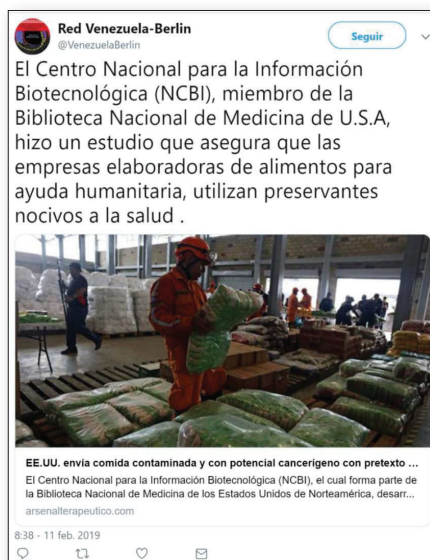 Red Venezuela-Berlin
@VenezuelaBerlin
Seguir
El Centro Nacional para la Información
Biotecnológica (NCBI), miembro de la
Biblioteca Nacional de Medicina de U.S.A,
hizo un estudio que asegura que las
empresas elaboradoras de alimentos para
ayuda humanitaria, utilizan preservantes
nocivos a la salud .
EE.UU. envía comida contaminada y con potencial cancerígeno con pretexto ...
El Centro Nacional para la Información Biotecnológica (NCBI), el cual forma parte de
la Biblioteca Nacional de Medicina de los Estados Unidos de Norteamérica, desarr...
arsenalterapeutico.com
8:38 - 11 feb. 2019